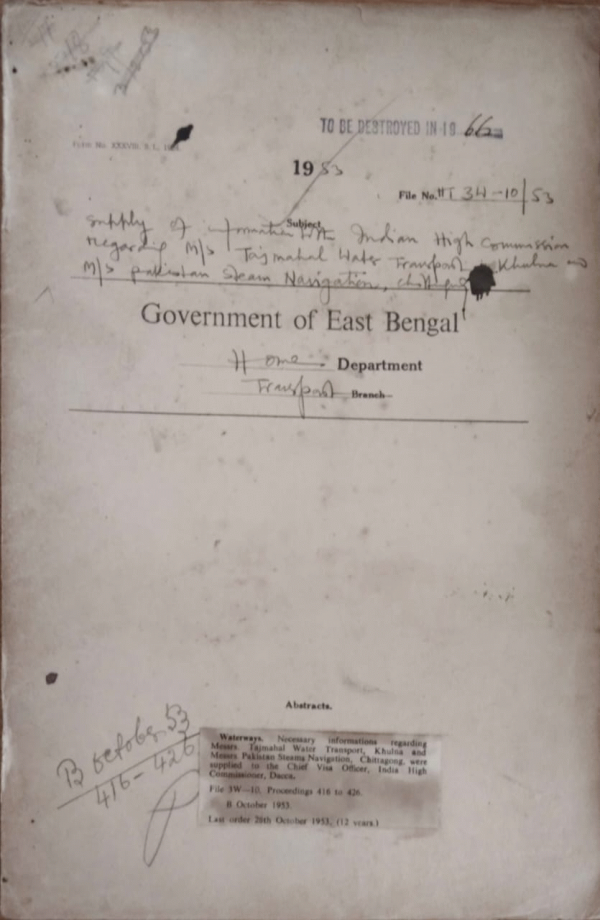 TO BE DESTROYED IN 19 66
1953
File No. HT 3W-10/53
Subject
supply of information to the Indian High Commission
regarding M/s Tajmahal Water Transport, Khulna and
M/s pakistan Steam Navigation,
Government of East Bengal
Home Department
Transport Branch
Abstracts.
B October. 53
416-426
Waterways. Necessary informations regarding
Messrs. Tajmahal Water Transport, Khulna and
Messrs Pakistan Steams Navigation, Chittagong, were
supplied to the Chief Visa Officer, India High
Commissioner, Dacca.
File 3W-10, Proceedings 416 to 426.
B October 1953.
Last order 28th October 1953, (12 years.)